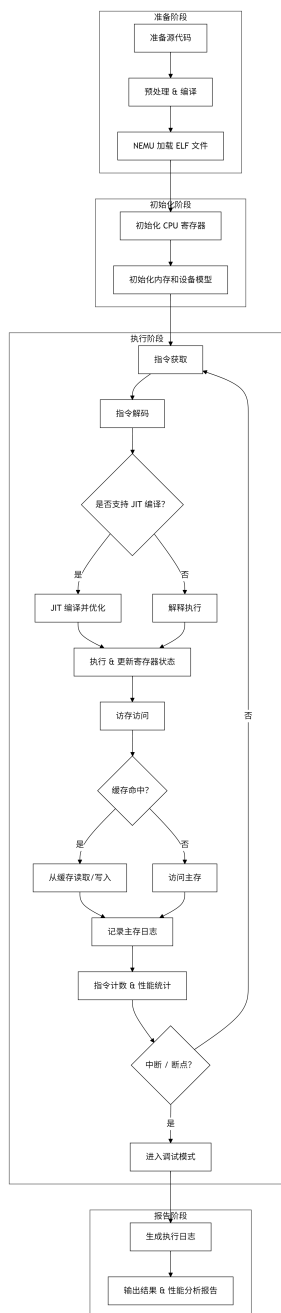 准备阶段
准备源代码
预处理 & 编译
NEMU 加载 ELF 文件
初始化阶段
初始化 CPU 寄存器
初始化内存和设备模型
执行阶段
指令获取
指令解码
是否支持 JIT 编译？
是
否
JIT 编译并优化
解释执行
执行 & 更新寄存器状态
访存访问
否
缓存命中？
是
否
从缓存读取/写入
访问主存
记录主存日志
指令计数 & 性能统计
中断 / 断点？
是
进入调试模式
报告阶段
生成执行日志
输出结果 & 性能分析报告